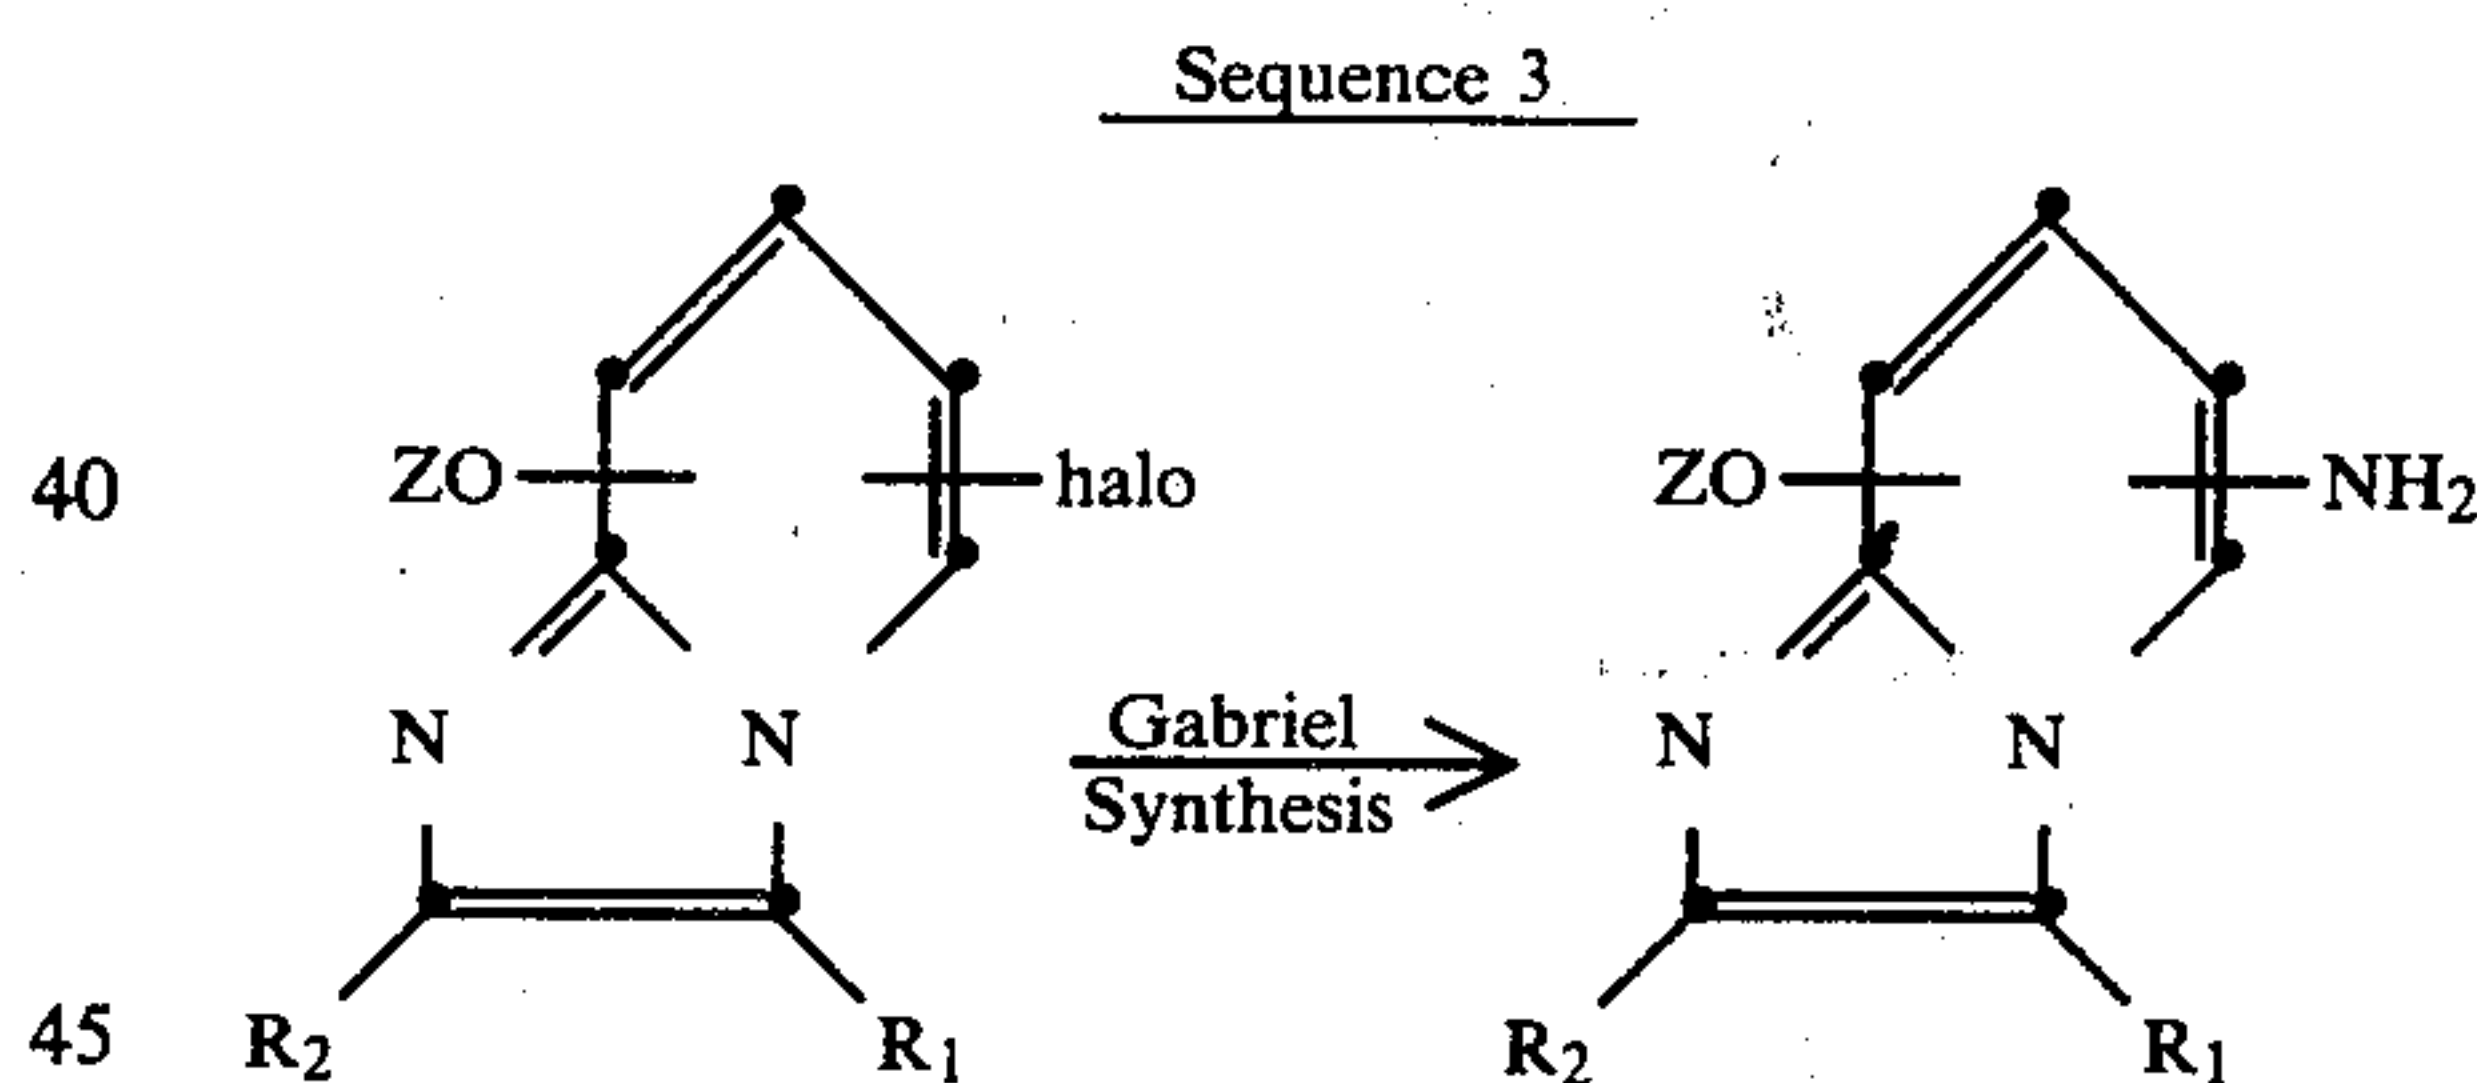 Sequence 3
40 ZO halo ZO NH2
N N Gabriel N N
Synthesis
45 R2 R1 R2 R1